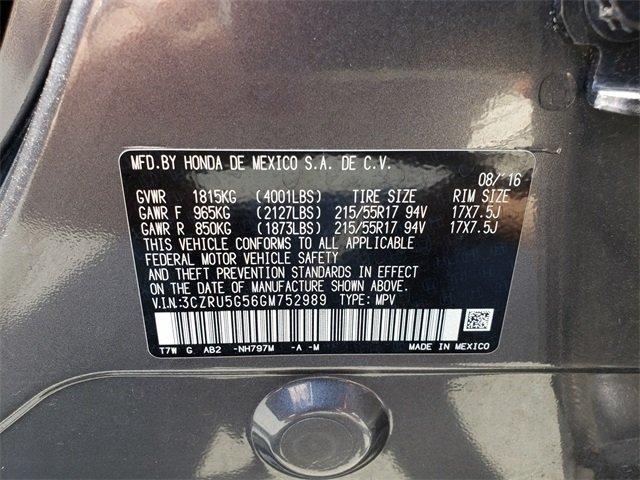 MFD.BY HONDA DE MEXICO S.A. DE C.V.
08/'16
GVWR 1815KG (4001LBS) TIRE SIZE RIM SIZE
GAWR F 965KG (2127LBS) 215/55R17 94V 17X7.5J
GAWR R 850KG (1873LBS) 215/55R17 94V 17X7.5J
THIS VEHICLE CONFORMS TO ALL APPLICABLE
FEDERAL MOTOR VEHICLE SAFETY
AND THEFT PREVENTION STANDARDS IN EFFECT
ON THE DATE OF MANUFACTURE SHOWN ABOVE.
V.I.N:3CZRU5G56GM752989 TYPE: MPV
T7W G AB2 -NH797M -A -M MADE IN MEXICO